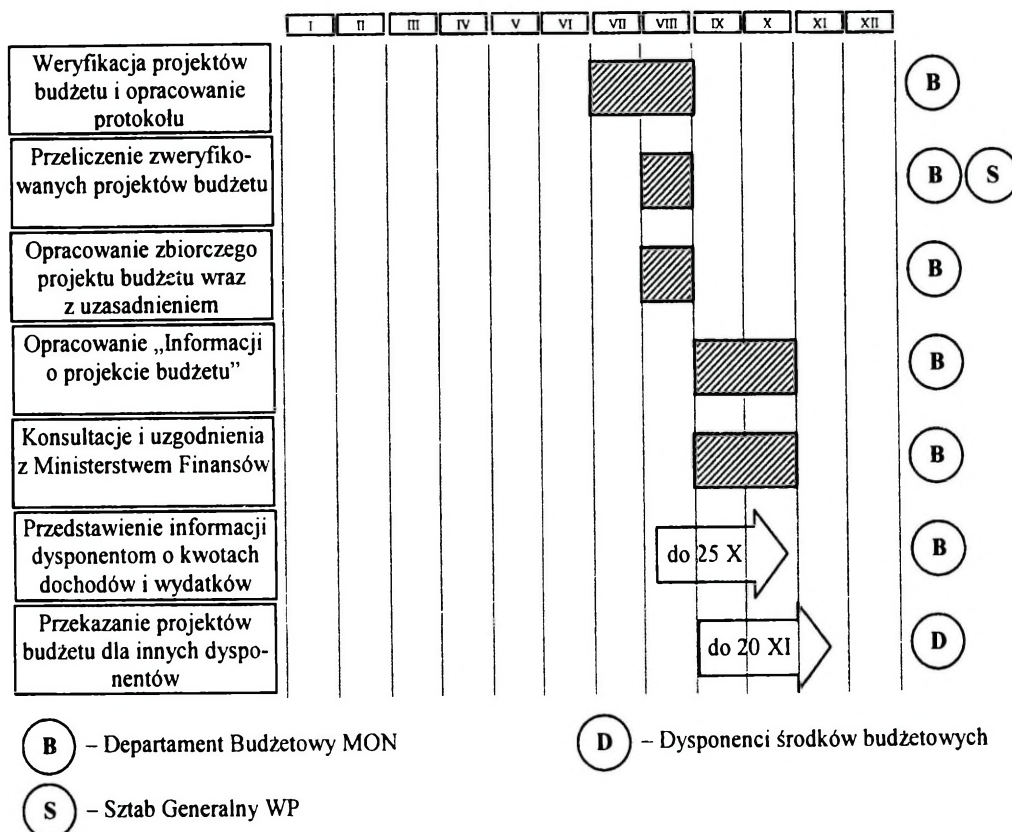 I II III IV V VI VII VIII IX X XI XII
Weryfikacja projektów
budżetu i opracowanie
protokołu
B
Przeliczenie zweryfiko-
wanych projektów budżetu
B S
Opracowanie zbiorczego
projektu budżetu wraz
z uzasadnieniem
B
Opracowanie „Informacji
o projekcie budżetu”
B
Konsultacje i uzgodnienia
z Ministerstwem Finansów
B
Przedstawienie informacji
dysponentom o kwotach
dochodów i wydatków
do 25 X
B
Przekazanie projektów
budżetu dla innych dyspo-
nentów
do 20 XI
D
B – Departament Budżetowy MON
D – Dysponenci środków budżetowych
S – Sztab Generalny WP